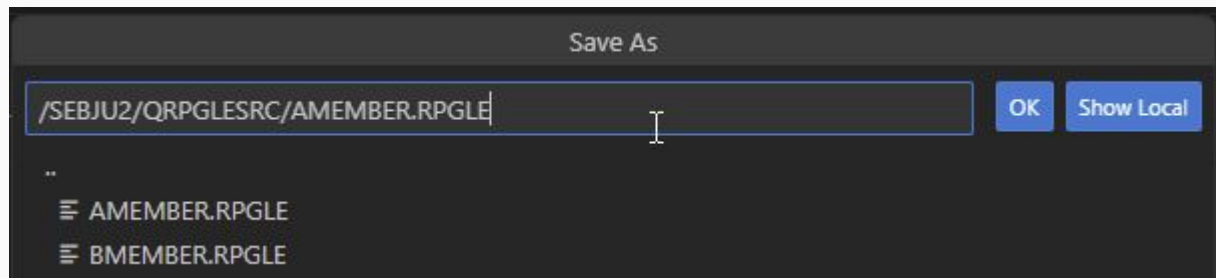 Save As
/SEBJU2/QRPGLESRC/AMEMBER.RPGLE OK Show Local
..
AMEMBER.RPGLE
BMEMBER.RPGLE